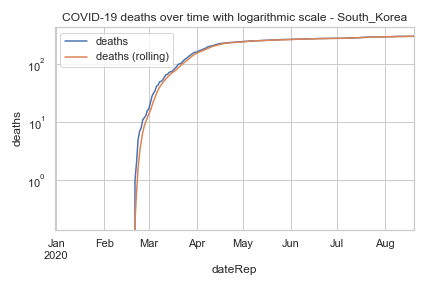 COVID-19 deaths over time with logarithmic scale - South_Korea
deaths
deaths (rolling)
10²
10¹
10⁰
deaths
Jan Feb Mar Apr May Jun Jul Aug
2020
dateRep